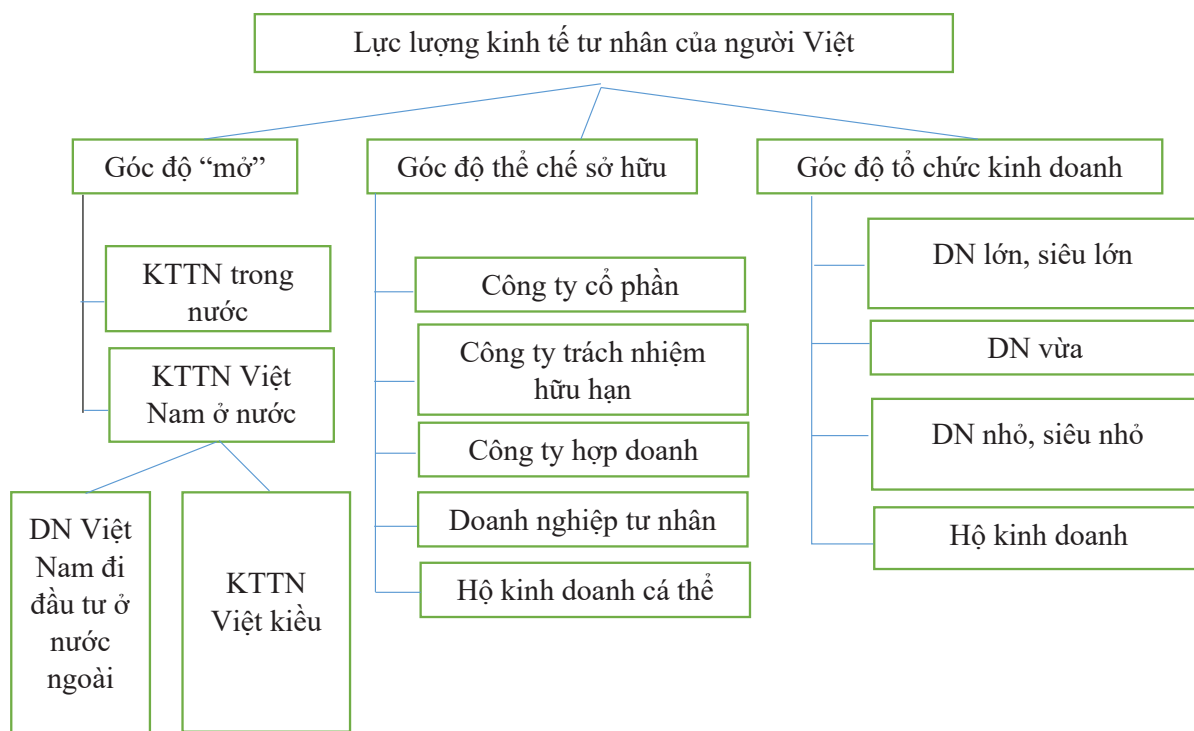 Lực lượng kinh tế tư nhân của người Việt
Góc độ “mở”
Góc độ thể chế sở hữu
Góc độ tổ chức kinh doanh
KTTN trong
nước
KTTN Việt
Nam ở nước
DN Việt
Nam đi
đầu tư ở
nước
ngoài
KTTN
Việt kiều
Công ty cổ phần
Công ty trách nhiệm
hữu hạn
Công ty hợp doanh
Doanh nghiệp tư nhân
Hộ kinh doanh cá thể
DN lớn, siêu lớn
DN vừa
DN nhỏ, siêu nhỏ
Hộ kinh doanh